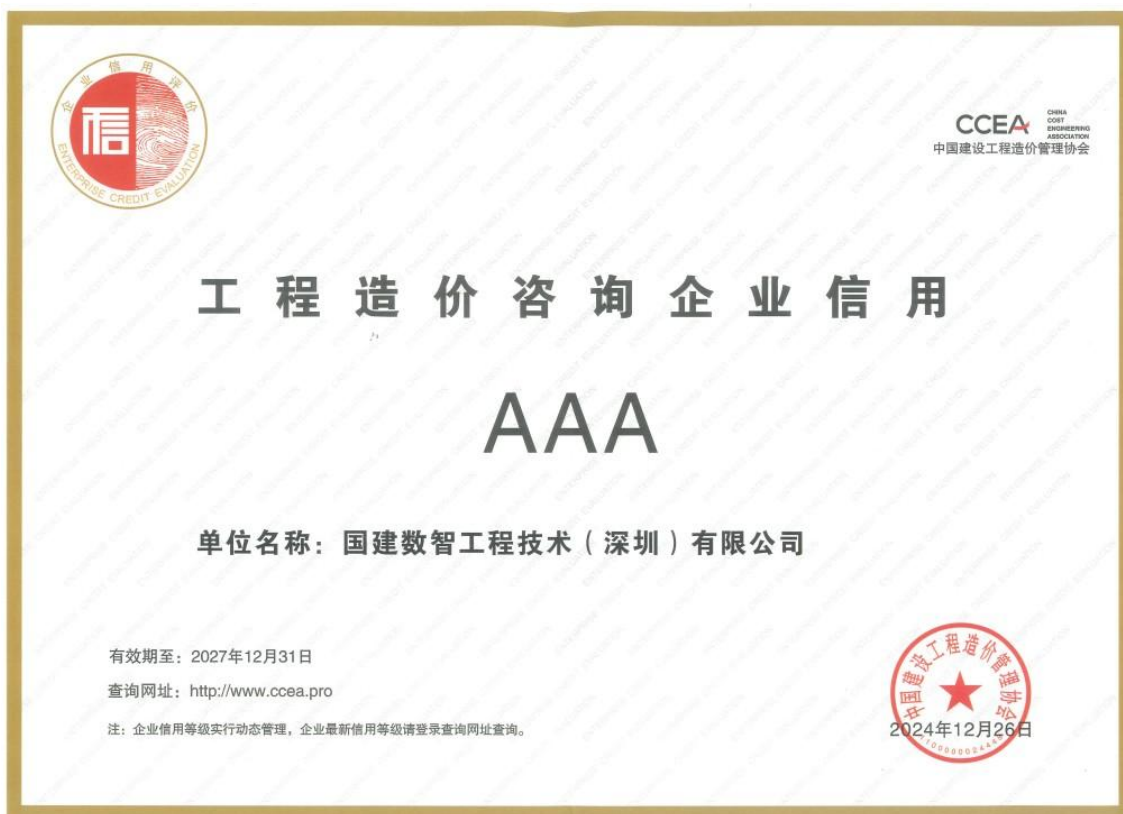 企业信用评价
信
ENTERPRISE CREDIT EVALUATION
CCEA
CHINA
COST
ENGINEERING
ASSOCIATION
中国建设工程造价管理协会
工程造价咨询企业信用
AAA
单位名称：国建数智工程技术（深圳）有限公司
有效期至：2027年12月31日
查询网址：http://www.ccea.pro
注：企业信用等级实行动态管理，企业最新信用等级请登录查询网址查询。
中国建设工程造价管理协会
2024年12月26日